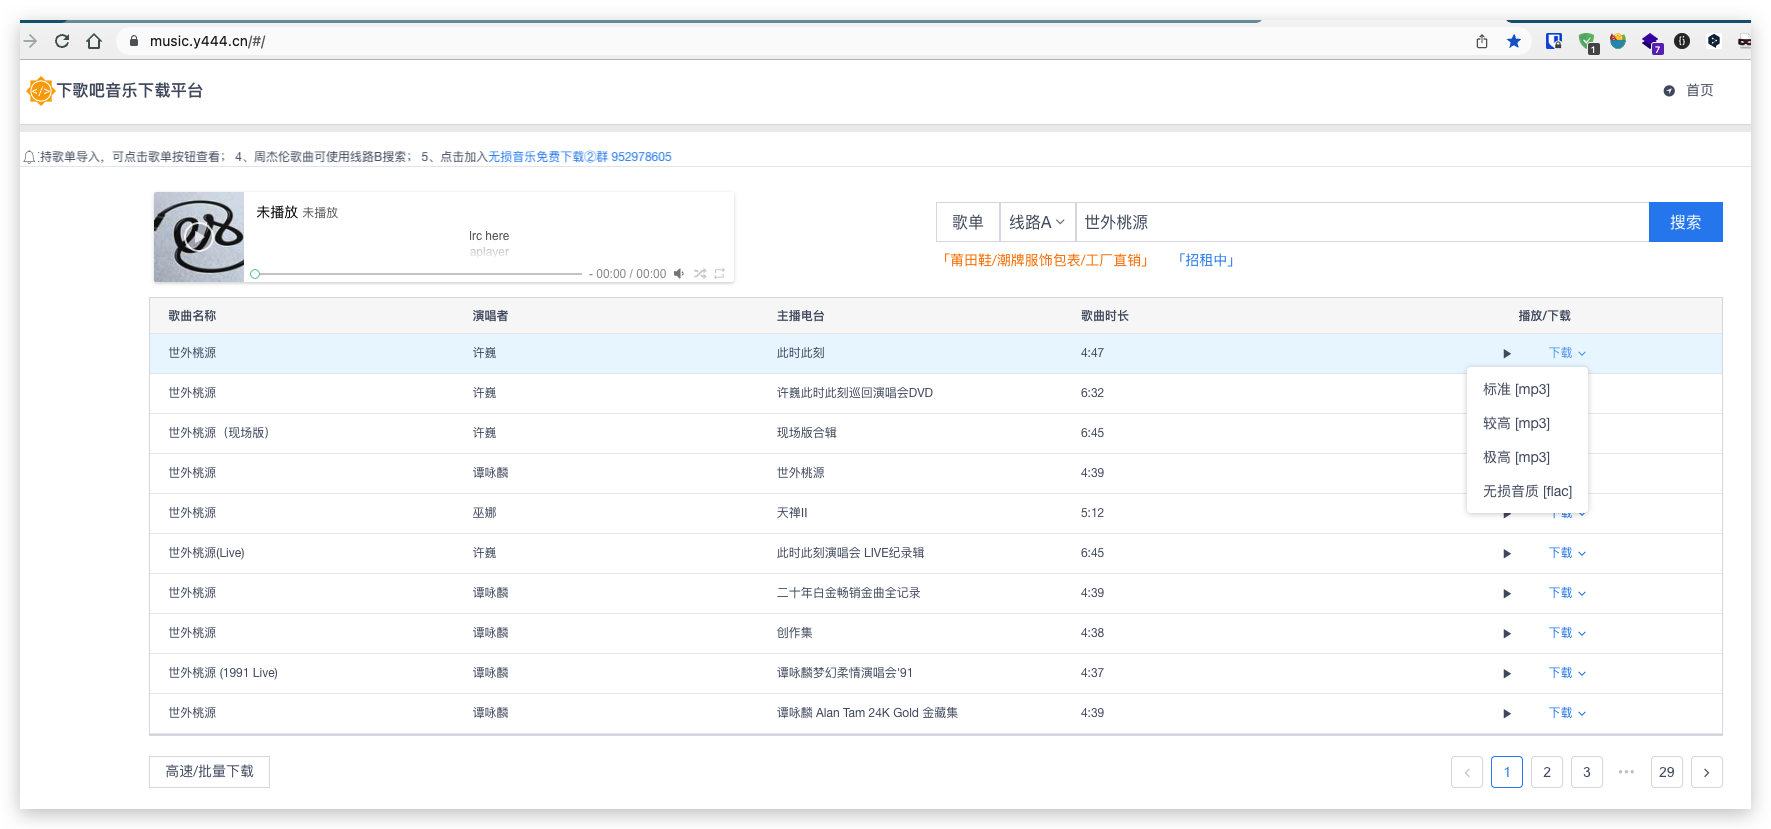 music.y444.cn/#/
1
7
下歌吧音乐下载平台
首页
持歌单导入，可点击歌单按钮查看； 4、周杰伦歌曲可使用线路B搜索； 5、点击加入无损音乐免费下载②群 952978605
未播放 未播放
lrc here
aplayer
- 00:00 / 00:00
歌单 线路A 世外桃源 搜索
「莆田鞋/潮牌服饰包表/工厂直销」 「招租中」
歌曲名称 演唱者 主播电台 歌曲时长 播放/下载
世外桃源 许巍 此时此刻 4:47 下载
世外桃源 许巍 许巍此时此刻巡回演唱会DVD 6:32
世外桃源（现场版） 许巍 现场版合辑 6:45
世外桃源 谭咏麟 世外桃源 4:39
世外桃源 巫娜 天禅II 5:12 下载
标准 [mp3]
较高 [mp3]
极高 [mp3]
无损音质 [flac]
世外桃源(Live) 许巍 此时此刻演唱会 LIVE纪录辑 6:45 下载
世外桃源 谭咏麟 二十年白金畅销金曲全记录 4:39 下载
世外桃源 谭咏麟 创作集 4:38 下载
世外桃源 (1991 Live) 谭咏麟 谭咏麟梦幻柔情演唱会'91 4:37 下载
世外桃源 谭咏麟 谭咏麟 Alan Tam 24K Gold 金藏集 4:39 下载
高速/批量下载
1 2 3 ••• 29